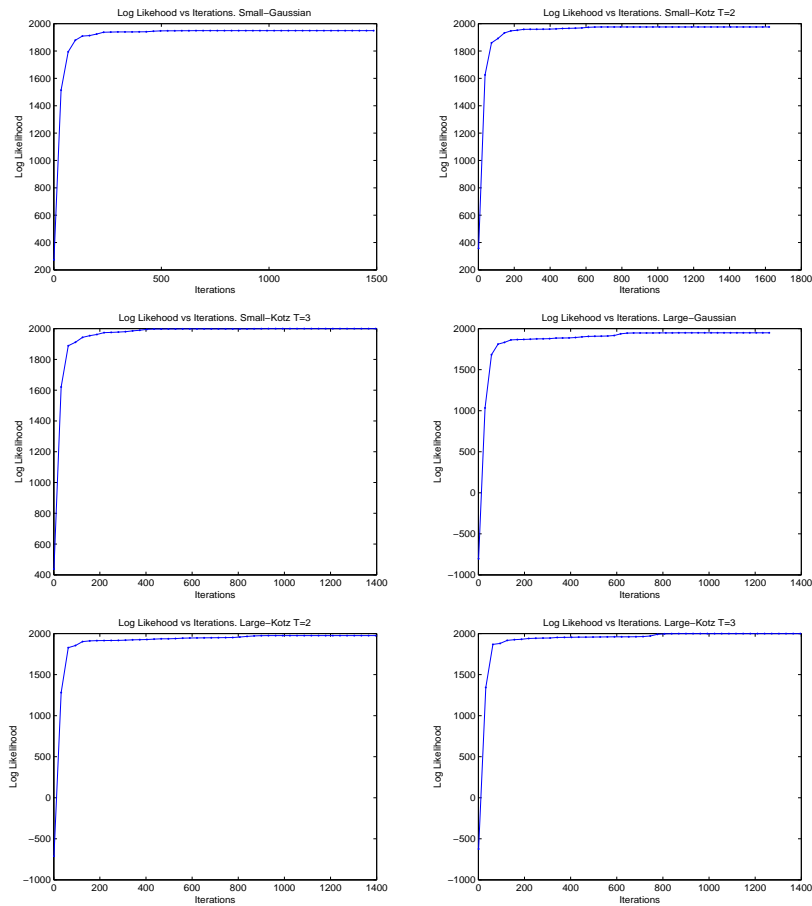 Log Likelihood vs Iterations. Small−Gaussian
2000
1800
1600
1400
1200
1000
800
600
400
200
Log Likelihood
0 500 1000 1500
Iterations
Log Likehood vs Iterations. Small−Kotz T=2
2000
1800
1600
1400
1200
1000
800
600
400
200
Log Likelihood
0 200 400 600 800 1000 1200 1400 1600 1800
Iterations
Log Likehood vs Iterations. Small−Kotz T=3
2000
1800
1600
1400
1200
1000
800
600
400
Log Likelihood
0 200 400 600 800 1000 1200 1400
Iterations
Log Likehood vs Iterations. Large−Gaussian
2000
1500
1000
500
0
−500
−1000
Log Likelihood
0 200 400 600 800 1000 1200 1400
Iterations
Log Likehood vs Iterations. Large−Kotz T=2
2000
1500
1000
500
0
−500
−1000
Log Likelihood
0 200 400 600 800 1000 1200 1400
Iterations
Log Likehood vs Iterations. Large−Kotz T=3
2000
1500
1000
500
0
−500
−1000
Log Likelihood
0 200 400 600 800 1000 1200 1400
Iterations